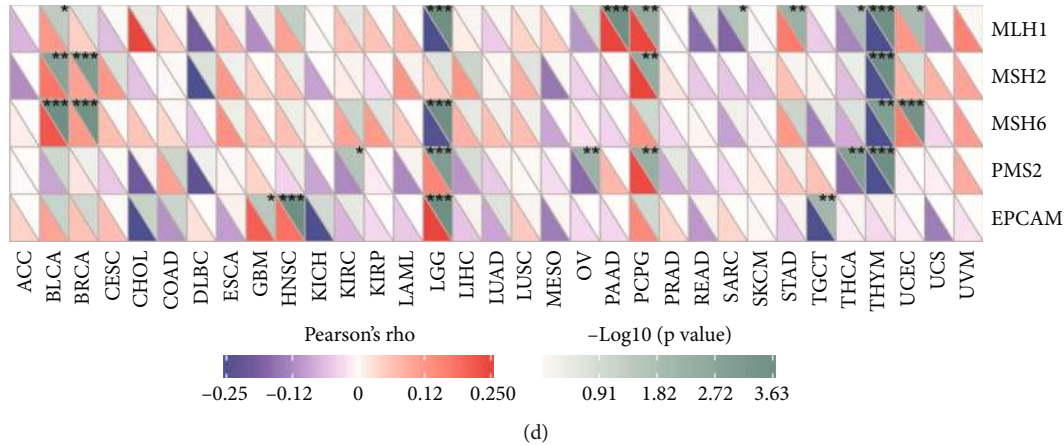 * *** *** ** * ** * *** * MLH1
** *** ** *** MSH2
*** *** *** ** *** MSH6
* *** ** ** ** *** PMS2
* *** *** ** EPCAM
ACC BLCA BRCA CESC CHOL COAD DLBC ESCA GBM HNSC KICH KIRC KIRP LAML LGG LIHC LUAD LUSC MESO OV PAAD PCPG PRAD READ SARC SKCM STAD TGCT THCA THYM UCEC UCS UVM
Pearson's rho –Log10 (p value)
–0.25 –0.12 0 0.12 0.250 0.91 1.82 2.72 3.63
(d)